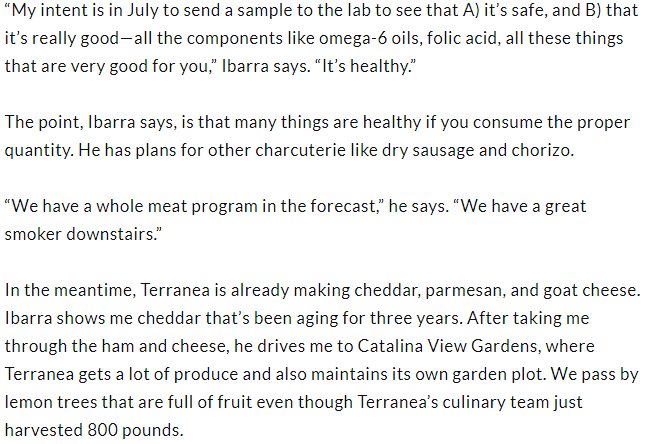 “My intent is in July to send a sample to the lab to see that A) it’s safe, and B) that
it’s really good—all the components like omega-6 oils, folic acid, all these things
that are very good for you,” Ibarra says. “It’s healthy.”
The point, Ibarra says, is that many things are healthy if you consume the proper
quantity. He has plans for other charcuterie like dry sausage and chorizo.
“We have a whole meat program in the forecast,” he says. “We have a great
smoker downstairs.”
In the meantime, Terranea is already making cheddar, parmesan, and goat cheese.
Ibarra shows me cheddar that’s been aging for three years. After taking me
through the ham and cheese, he drives me to Catalina View Gardens, where
Terranea gets a lot of produce and also maintains its own garden plot. We pass by
lemon trees that are full of fruit even though Terranea’s culinary team just
harvested 800 pounds.